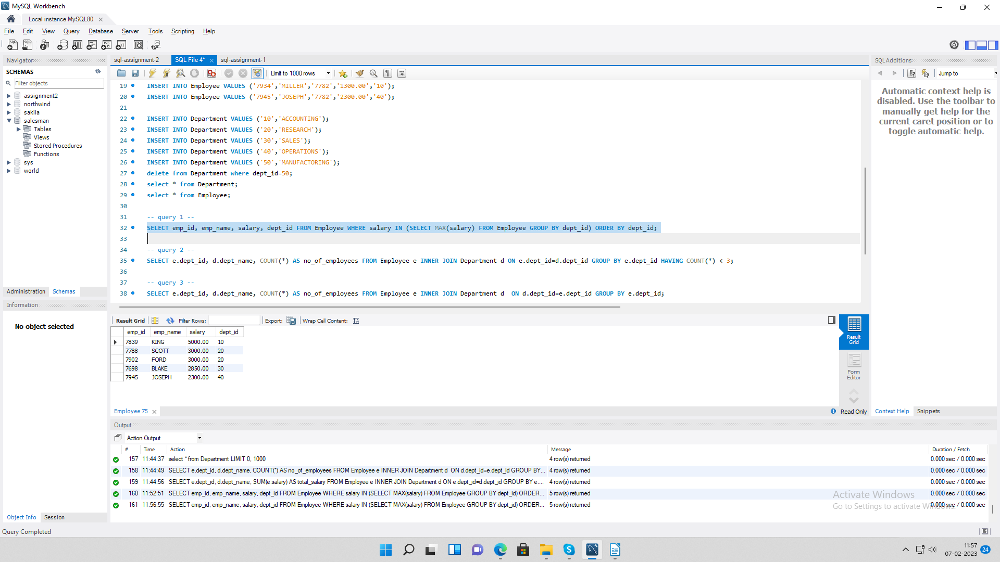 MySQL Workbench
Local instance MySQL80
File Edit View Query Database Server Tools Scripting Help
Navigator
SCHEMAS
Filter objects
assignment2
northwind
sakila
salesman
Tables
Views
Stored Procedures
Functions
sys
world
Administration Schemas
Information
No object selected
Object Info Session
sql-assignment-2 SQL File 4* sql-assignment-1
Limit to 1000 rows
19 INSERT INTO Employee VALUES ('7934','MILLER','7782','1300.00','10');
20 INSERT INTO Employee VALUES ('7945','JOSEPH','7782','2300.00','40');
21
22 INSERT INTO Department VALUES ('10','ACCOUNTING');
23 INSERT INTO Department VALUES ('20','RESEARCH');
24 INSERT INTO Department VALUES ('30','SALES');
25 INSERT INTO Department VALUES ('40','OPERATIONS');
26 INSERT INTO Department VALUES ('50','MANUFACTORING');
27 delete from Department where dept_id=50;
28 select * from Department;
29 select * from Employee;
30
31 -- query 1 --
32 SELECT emp_id, emp_name, salary, dept_id FROM Employee WHERE salary IN (SELECT MAX(salary) FROM Employee GROUP BY dept_id) ORDER BY dept_id;
33
34 -- query 2 --
35 SELECT e.dept_id, d.dept_name, COUNT(*) AS no_of_employees FROM Employee e INNER JOIN Department d ON e.dept_id=d.dept_id GROUP BY e.dept_id HAVING COUNT(*) < 3;
36
37 -- query 3 --
38 SELECT e.dept_id, d.dept_name, COUNT(*) AS no_of_employees FROM Employee e INNER JOIN Department d  ON d.dept_id=e.dept_id GROUP BY e.dept_id;
Result Grid Filter Rows: Export: Wrap Cell Content:
emp_id emp_name salary dept_id
7839 KING 5000.00 10
7788 SCOTT 3000.00 20
7902 FORD 3000.00 20
7698 BLAKE 2850.00 30
7945 JOSEPH 2300.00 40
Result
Grid
Form
Editor
Employee 75
Read Only
SQLAdditions
Jump to
Automatic context help is
disabled. Use the toolbar to
manually get help for the
current caret position or to
toggle automatic help.
Context Help Snippets
Output
Action Output
# Time Action Message Duration / Fetch
157 11:44:37 select * from Department LIMIT 0, 1000 4 row(s) returned 0.000 sec / 0.000 sec
158 11:44:49 SELECT e.dept_id, d.dept_name, COUNT(*) AS no_of_employees FROM Employee e INNER JOIN Department d  ON d.dept_id=e.dept_id GROUP BY... 4 row(s) returned 0.000 sec / 0.000 sec
159 11:44:56 SELECT e.dept_id, d.dept_name, SUM(e.salary) AS total_salary FROM Employee e INNER JOIN Department d ON e.dept_id=d.dept_id GROUP BY e.... 4 row(s) returned 0.000 sec / 0.000 sec
160 11:52:51 SELECT emp_id, emp_name, salary, dept_id FROM Employee WHERE salary IN (SELECT MAX(salary) FROM Employee GROUP BY dept_id) ORDER... 5 row(s) returned 0.000 sec / 0.000 sec
161 11:56:55 SELECT emp_id, emp_name, salary, dept_id FROM Employee WHERE salary IN (SELECT MAX(salary) FROM Employee GROUP BY dept_id) ORDER... 5 row(s) returned 0.000 sec / 0.000 sec
Activate Windows
Go to Settings to activate Windows.
Query Completed
11:57
07-02-2023
24